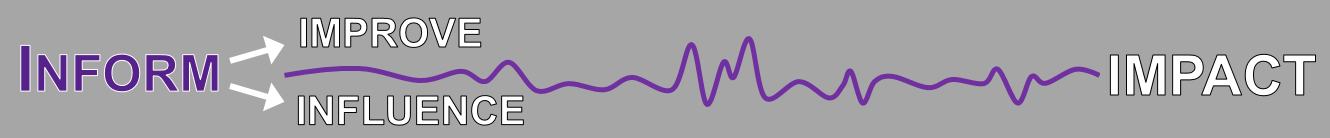 INFORM
IMPROVE
INFLUENCE
IMPACT